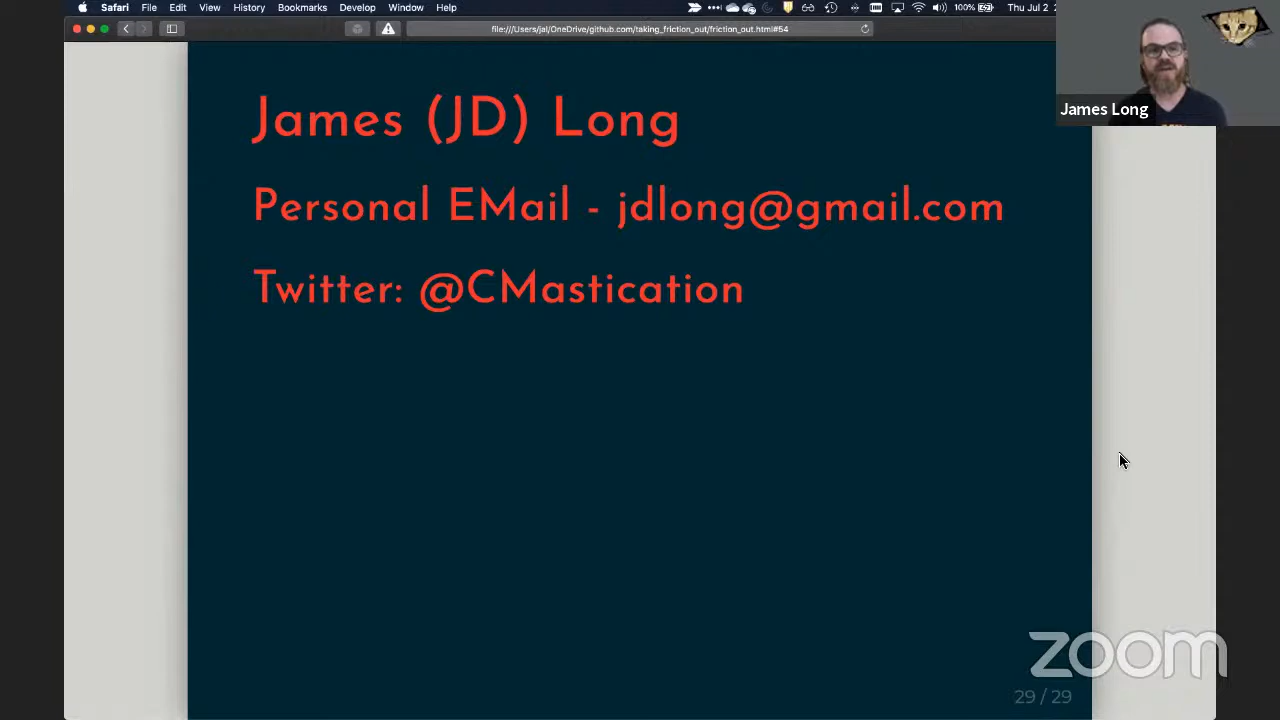 Safari File Edit View History Bookmarks Develop Window Help 100% Thu Jul 2 2
file:///Users/jal/OneDrive/github.com/taking_friction_out/friction_out.html#54
James Long
James (JD) Long
Personal EMail - jdlong@gmail.com
Twitter: @CMastication
zoom
29 / 29